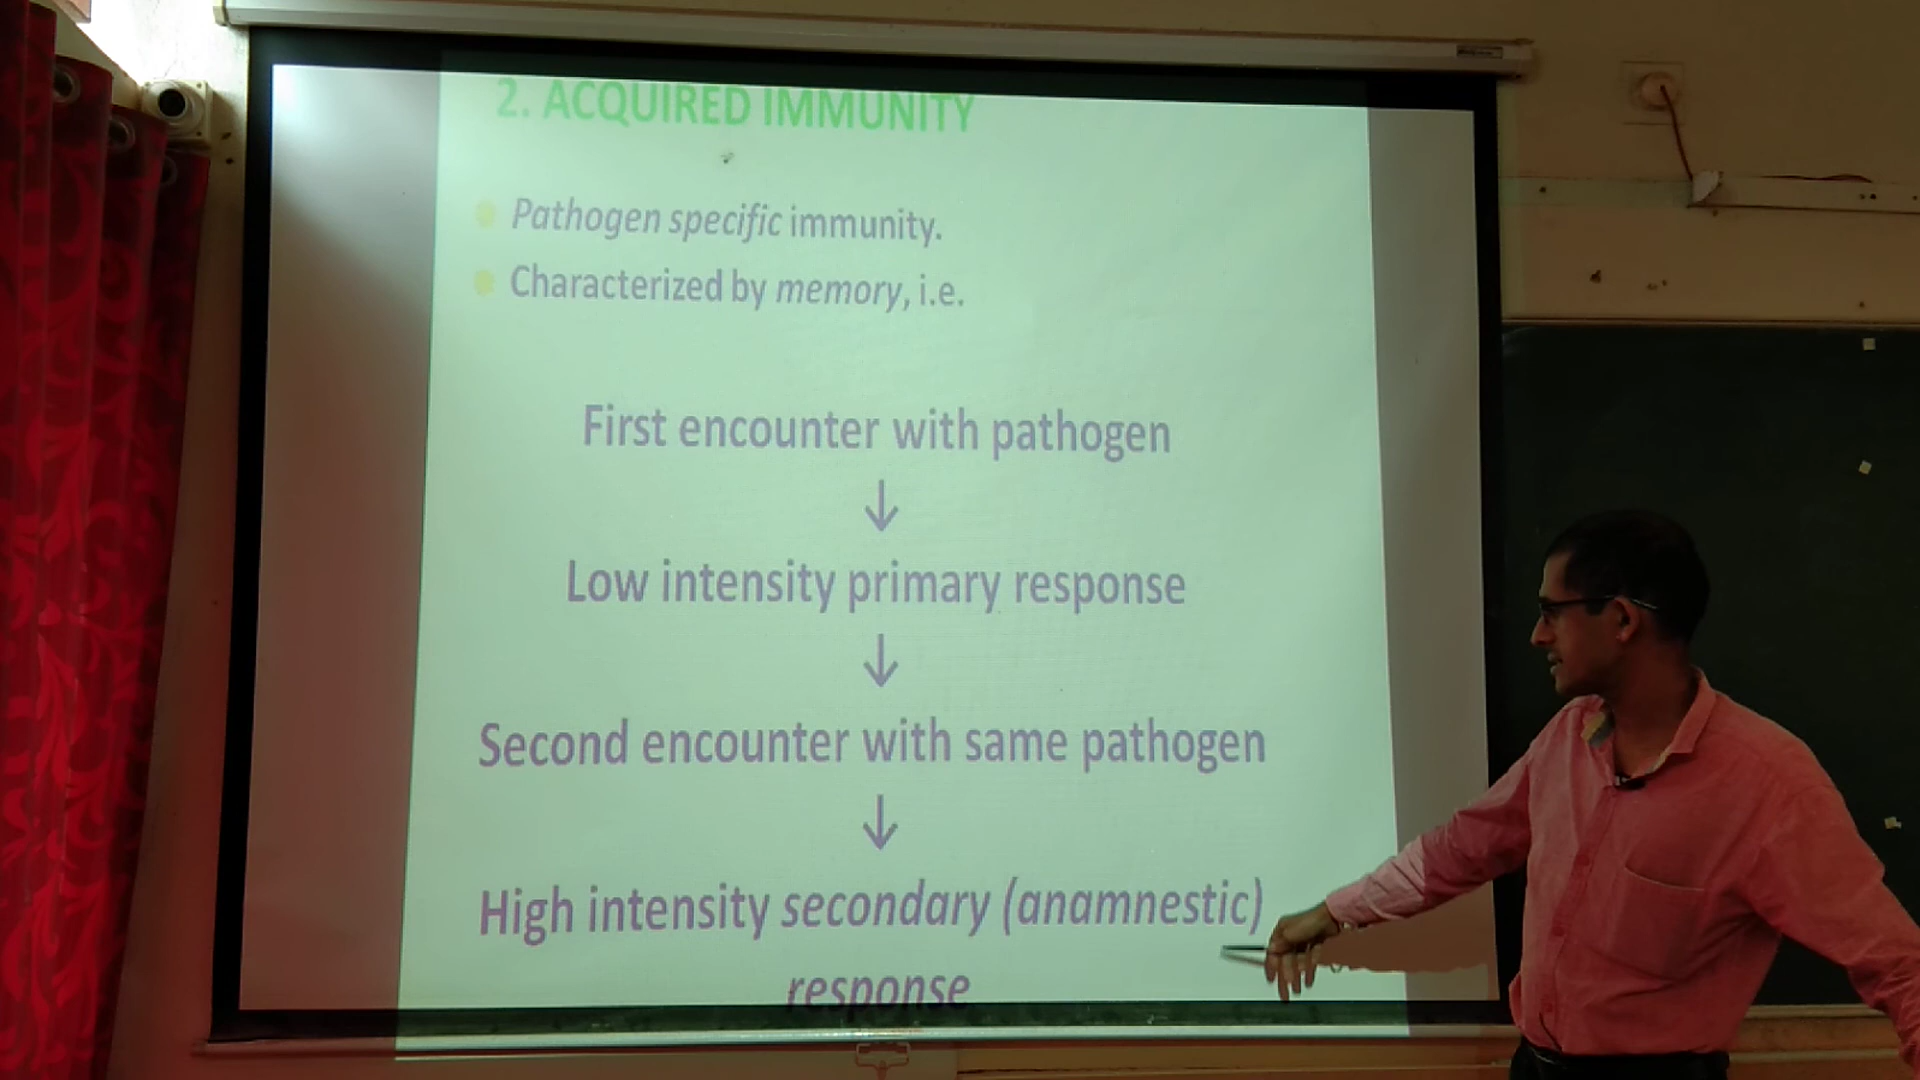 2. ACQUIRED IMMUNITY
Pathogen specific immunity.
Characterized by memory, i.e.
First encounter with pathogen
↓
Low intensity primary response
↓
Second encounter with same pathogen
↓
High intensity secondary (anamnestic)
response